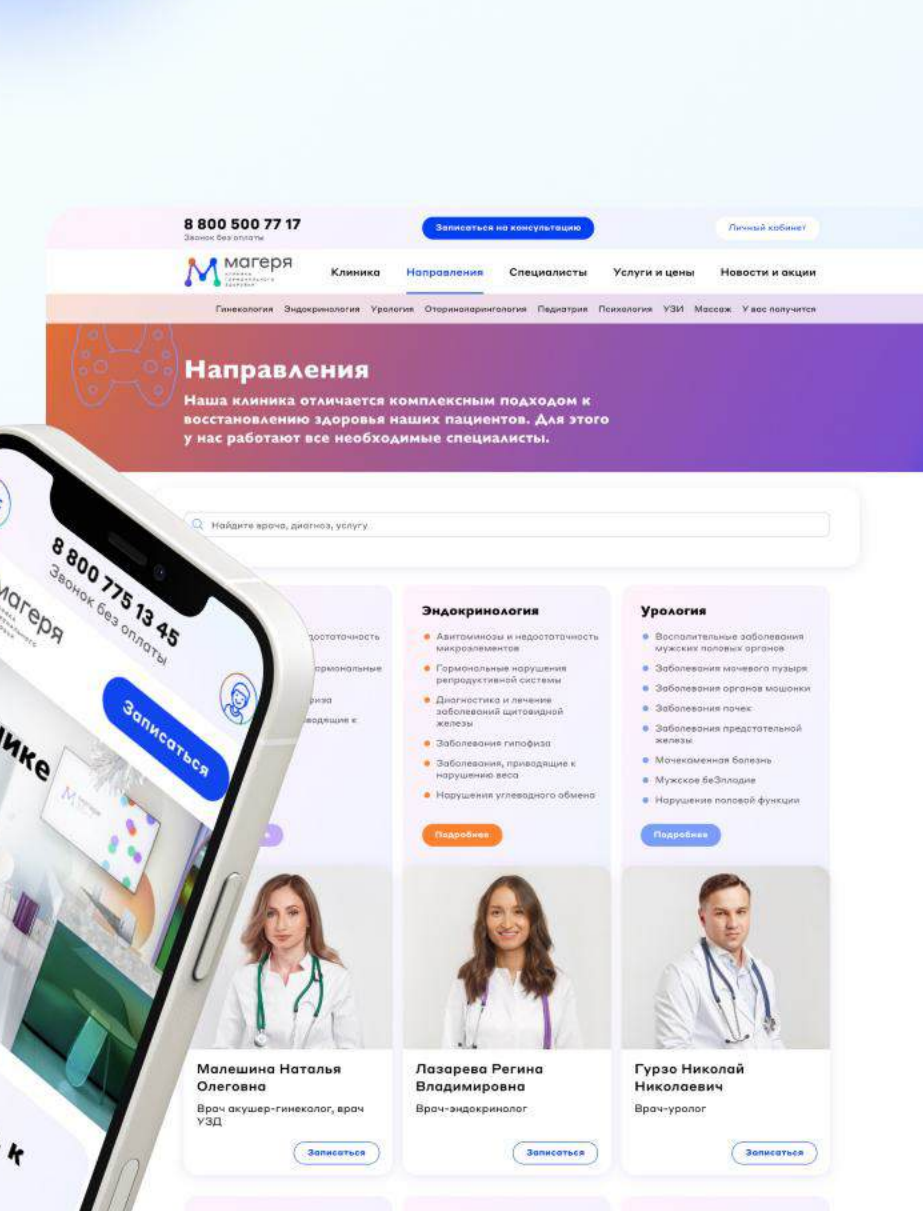 8 800 500 77 17
Звонок без оплаты
Записаться на консультацию
Личный кабинет
магеря
клиника
гормонального
здоровья
Клиника
Направления
Специалисты
Услуги и цены
Новости и акции
Гинекология Эндокринология Урология Оториноларингология Педиатрия Психология УЗИ Массаж У вас получится
Направления
Наша клиника отличается комплексным подходом к
восстановлению здоровья наших пациентов. Для этого
у нас работают все необходимые специалисты.
Найдите врача, диагноз, услугу
8 800 775 13 45
Звонок без оплаты
магеря
Записаться
магеря
к
Эндокринология
Авитоминозы и недостаточность
микроэлементов
Гормональные нарушения
репродуктивной системы
Диагностика и лечение
заболеваний щитовидной
железы
Заболевания гипофиза
Заболевания, приводящие к
нарушению веса
Нарушения углеводного обмена
Подробнее
Урология
Воспалительные заболевания
мужских половых органов
Заболевания мочевого пузыря
Заболевания органов мошонки
Заболевания почек
Заболевания предстательной
железы
Мочекаменная болезнь
Мужское беЗплодие
Нарушение половой функции
Подробнее
Малешина Наталья
Олеговна
Врач акушер-гинеколог, врач
УЗД
Записаться
Лазарева Регина
Владимировна
Врач-эндокринолог
Записаться
Гурзо Николай
Николаевич
Врач-уролог
Записаться